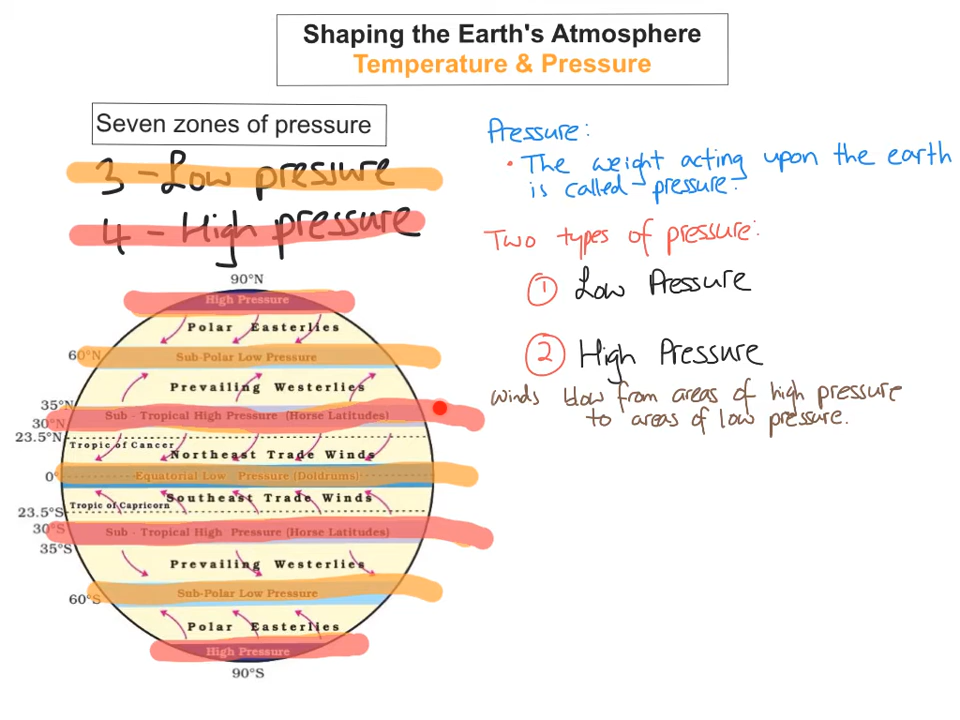 Shaping the Earth's Atmosphere
Temperature & Pressure
Seven zones of pressure
3 - Low pressure
4 - High pressure
Pressure:
• The weight acting upon the earth
is called pressure.
Two types of pressure:
① Low Pressure
② High Pressure
Winds blow from areas of high pressure
to areas of low pressure.
90°N
High Pressure
Polar Easterlies
60°N
Sub-Polar Low Pressure
Prevailing Westerlies
35°N
Sub - Tropical High Pressure (Horse Latitudes)
30°N
23.5°N
Tropic of Cancer
Northeast Trade Winds
0°
Equatorial Low Pressure (Doldrums)
Southeast Trade Winds
Tropic of Capricorn
23.5°S
30°S
Sub - Tropical High Pressure (Horse Latitudes)
35°S
Prevailing Westerlies
60°S
Sub-Polar Low Pressure
Polar Easterlies
High Pressure
90°S